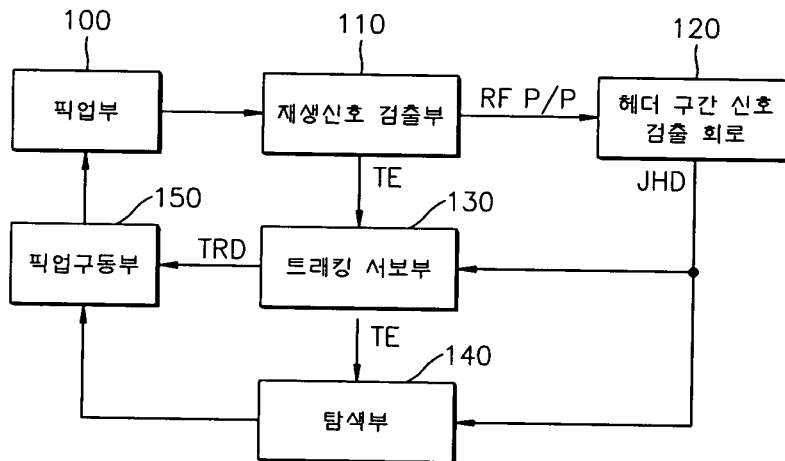 100
110
120
픽업부
재생신호 검출부
RF P/P
헤더 구간 신호
검출 회로
TE
JHD
150
130
픽업구동부
TRD
트래킹 서보부
TE
140
탐색부